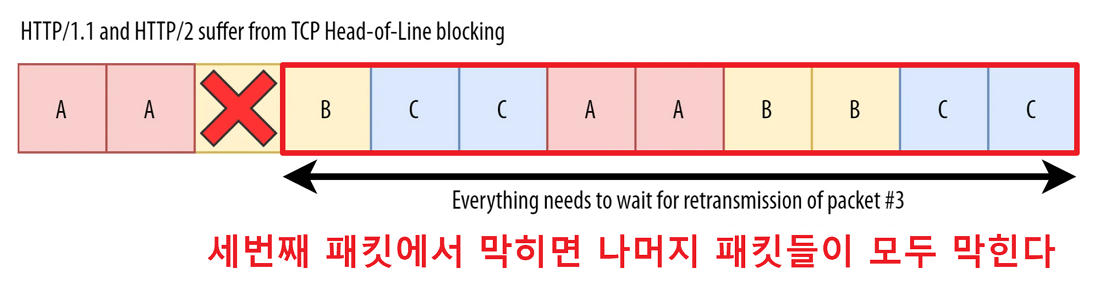 HTTP/1.1 and HTTP/2 suffer from TCP Head-of-Line blocking
A A B C C A A B B C C
Everything needs to wait for retransmission of packet #3
세번째 패킷에서 막히면 나머지 패킷들이 모두 막힌다